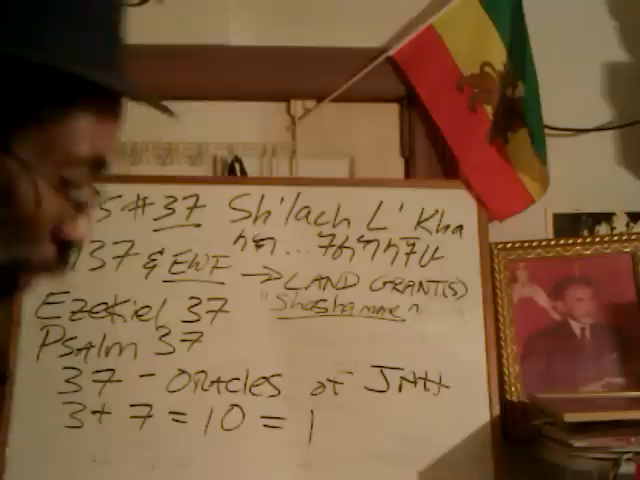 S #37 Sh'lach L' Kha
37 & EWF → LAND GRANT(S)
Ezekiel 37 "Shashamane"
Psalm 37
37 - ORACLES OF JAH
3 + 7 = 10 = 1